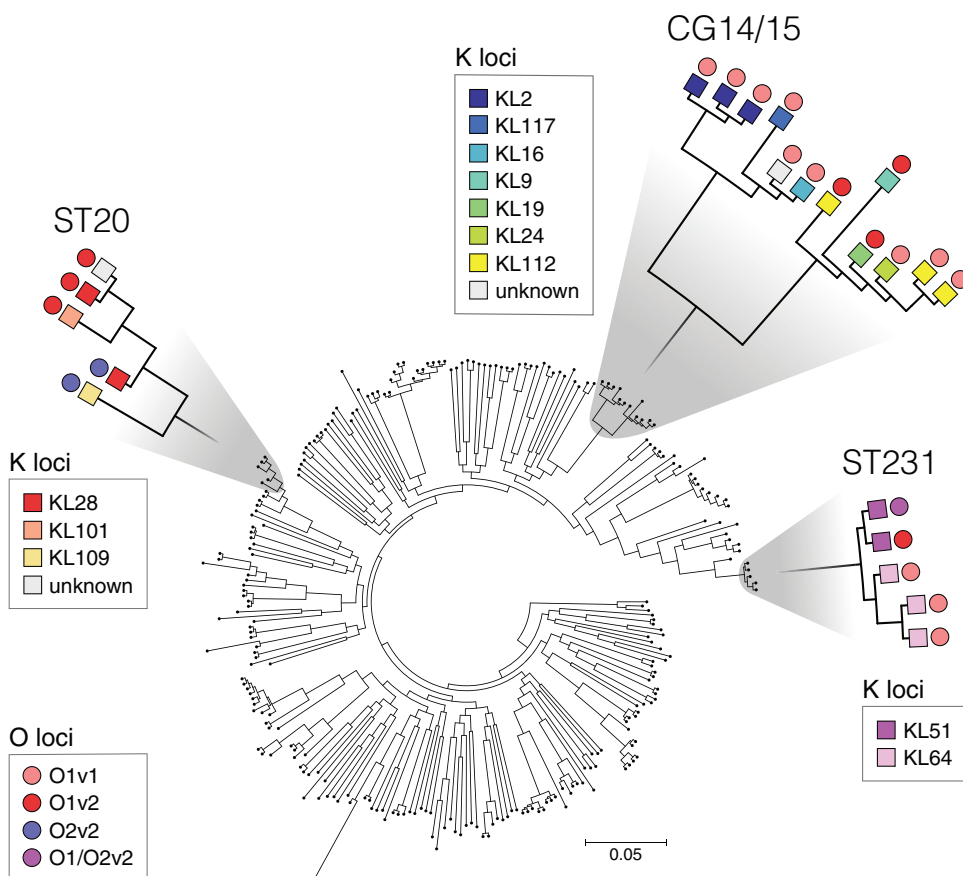 CG14/15
K loci
KL2
KL117
KL16
KL9
KL19
KL24
KL112
unknown
ST20
K loci
KL28
KL101
KL109
unknown
ST231
K loci
KL51
KL64
O loci
O1v1
O1v2
O2v2
O1/O2v2
0.05